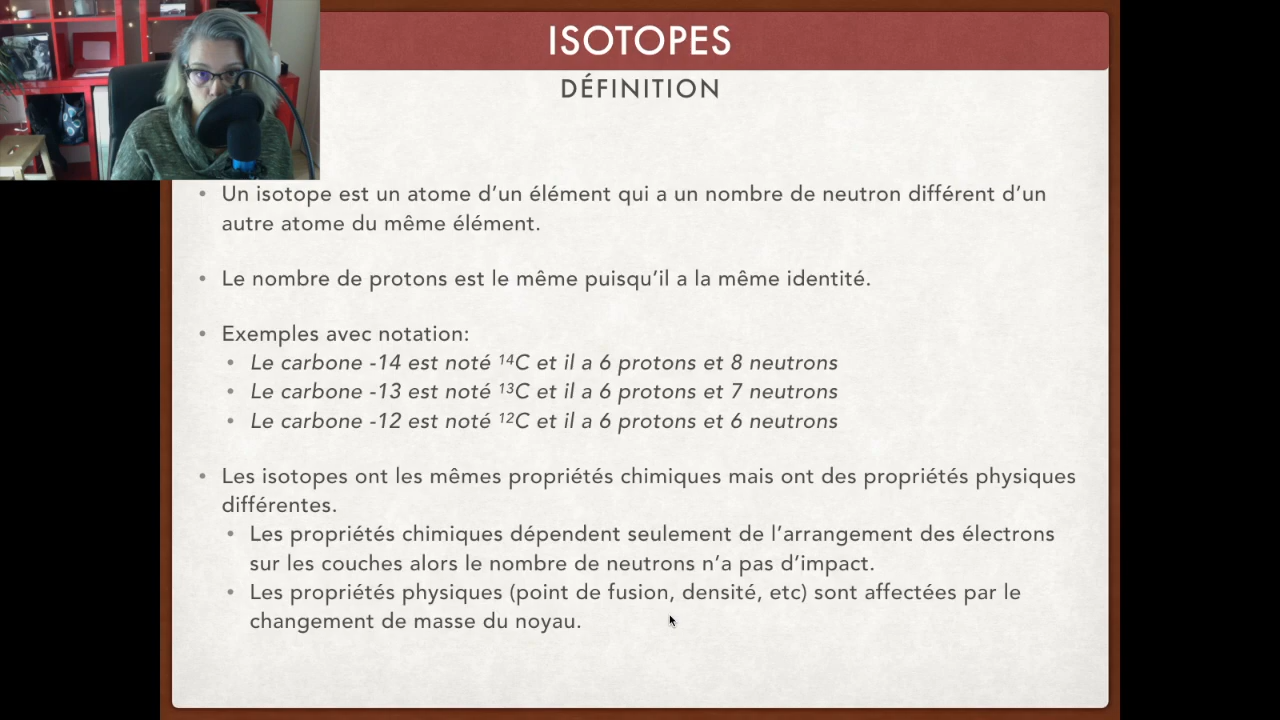 ISOTOPES
DÉFINITION
• Un isotope est un atome d’un élément qui a un nombre de neutron différent d’un
autre atome du même élément.
• Le nombre de protons est le même puisqu’il a la même identité.
• Exemples avec notation:
• Le carbone -14 est noté ¹⁴C et il a 6 protons et 8 neutrons
• Le carbone -13 est noté ¹³C et il a 6 protons et 7 neutrons
• Le carbone -12 est noté ¹²C et il a 6 protons et 6 neutrons
• Les isotopes ont les mêmes propriétés chimiques mais ont des propriétés physiques
différentes.
• Les propriétés chimiques dépendent seulement de l’arrangement des électrons
sur les couches alors le nombre de neutrons n’a pas d’impact.
• Les propriétés physiques (point de fusion, densité, etc) sont affectées par le
changement de masse du noyau.